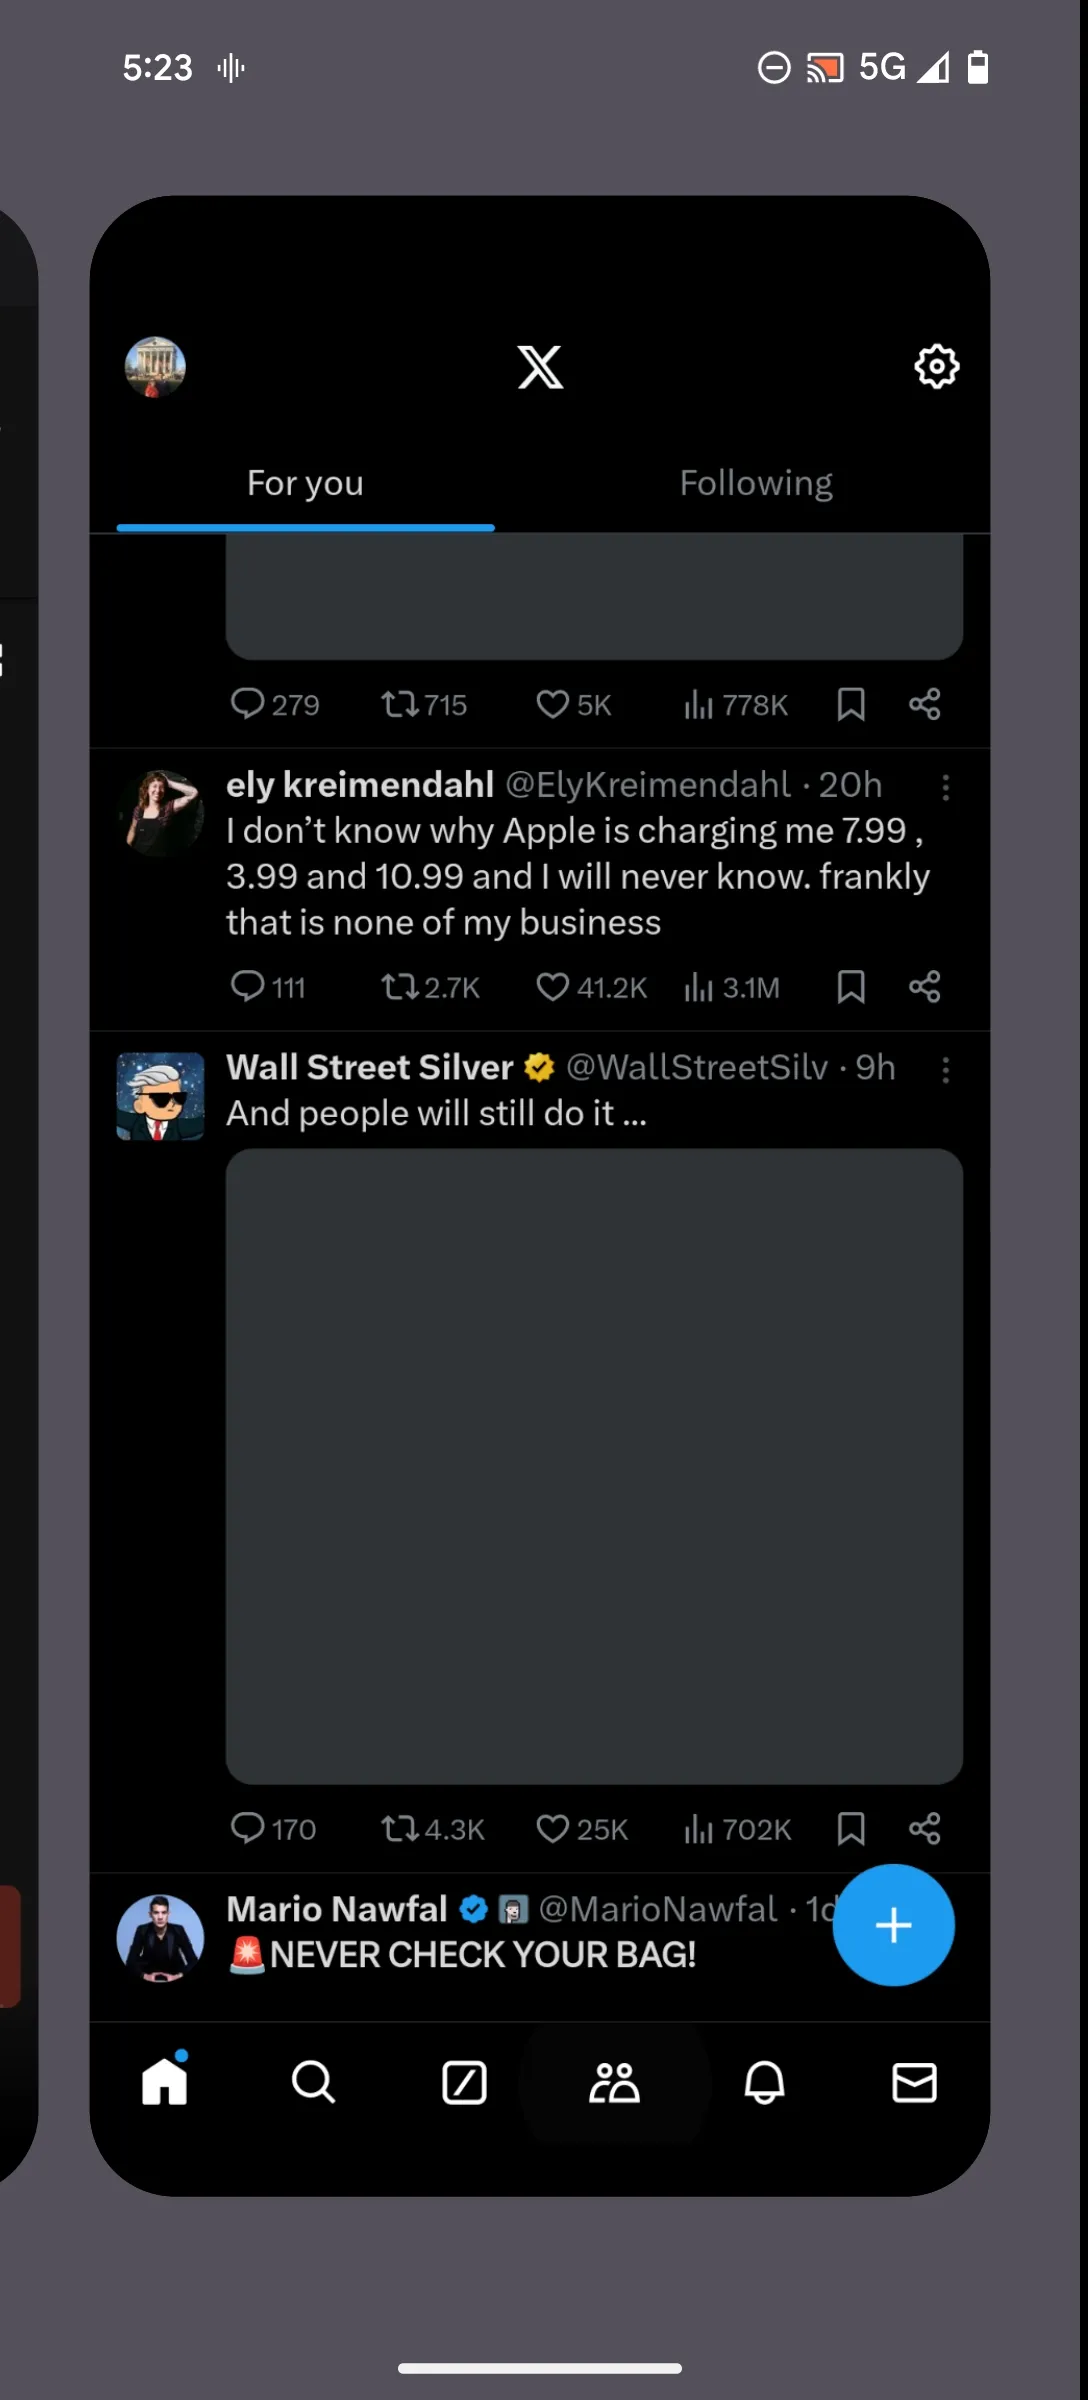 5:23 5G
X
For you Following
279 715 5K 778K
ely kreimendahl @ElyKreimendahl · 20h
I don’t know why Apple is charging me 7.99 ,
3.99 and 10.99 and I will never know. frankly
that is none of my business
111 2.7K 41.2K 3.1M
Wall Street Silver @WallStreetSilv · 9h
And people will still do it ...
170 4.3K 25K 702K
Mario Nawfal @MarioNawfal · 1d
🚨NEVER CHECK YOUR BAG!